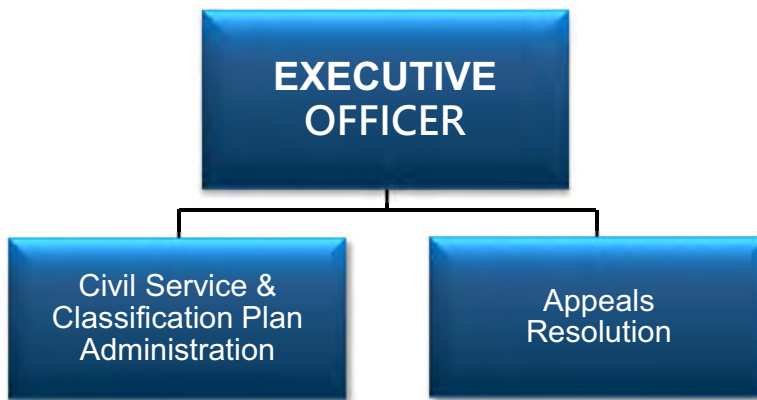 EXECUTIVE
OFFICER
Civil Service &
Classification Plan
Administration
Appeals
Resolution